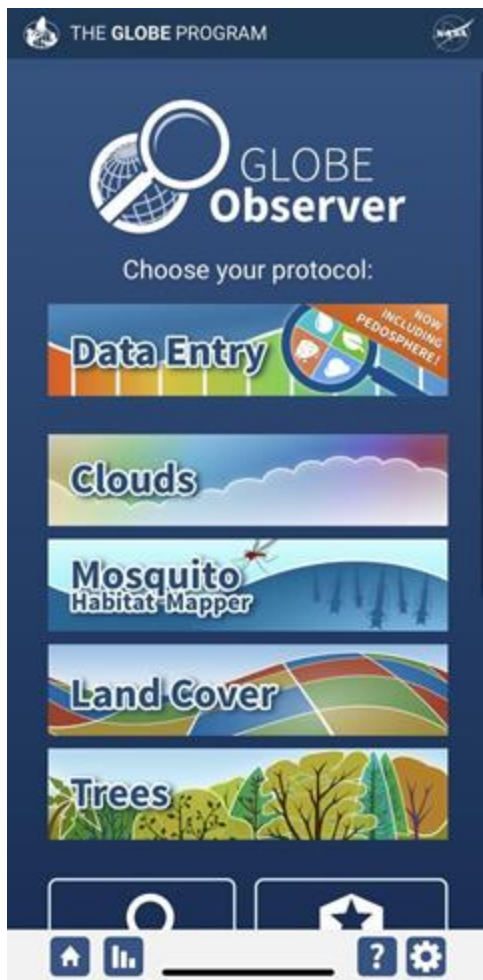 THE GLOBE PROGRAM
NASA
GLOBE
Observer
Choose your protocol:
Data Entry
NOW
INCLUDING
PEDOSPHERE!
Clouds
Mosquito
Habitat Mapper
Land Cover
Trees
?